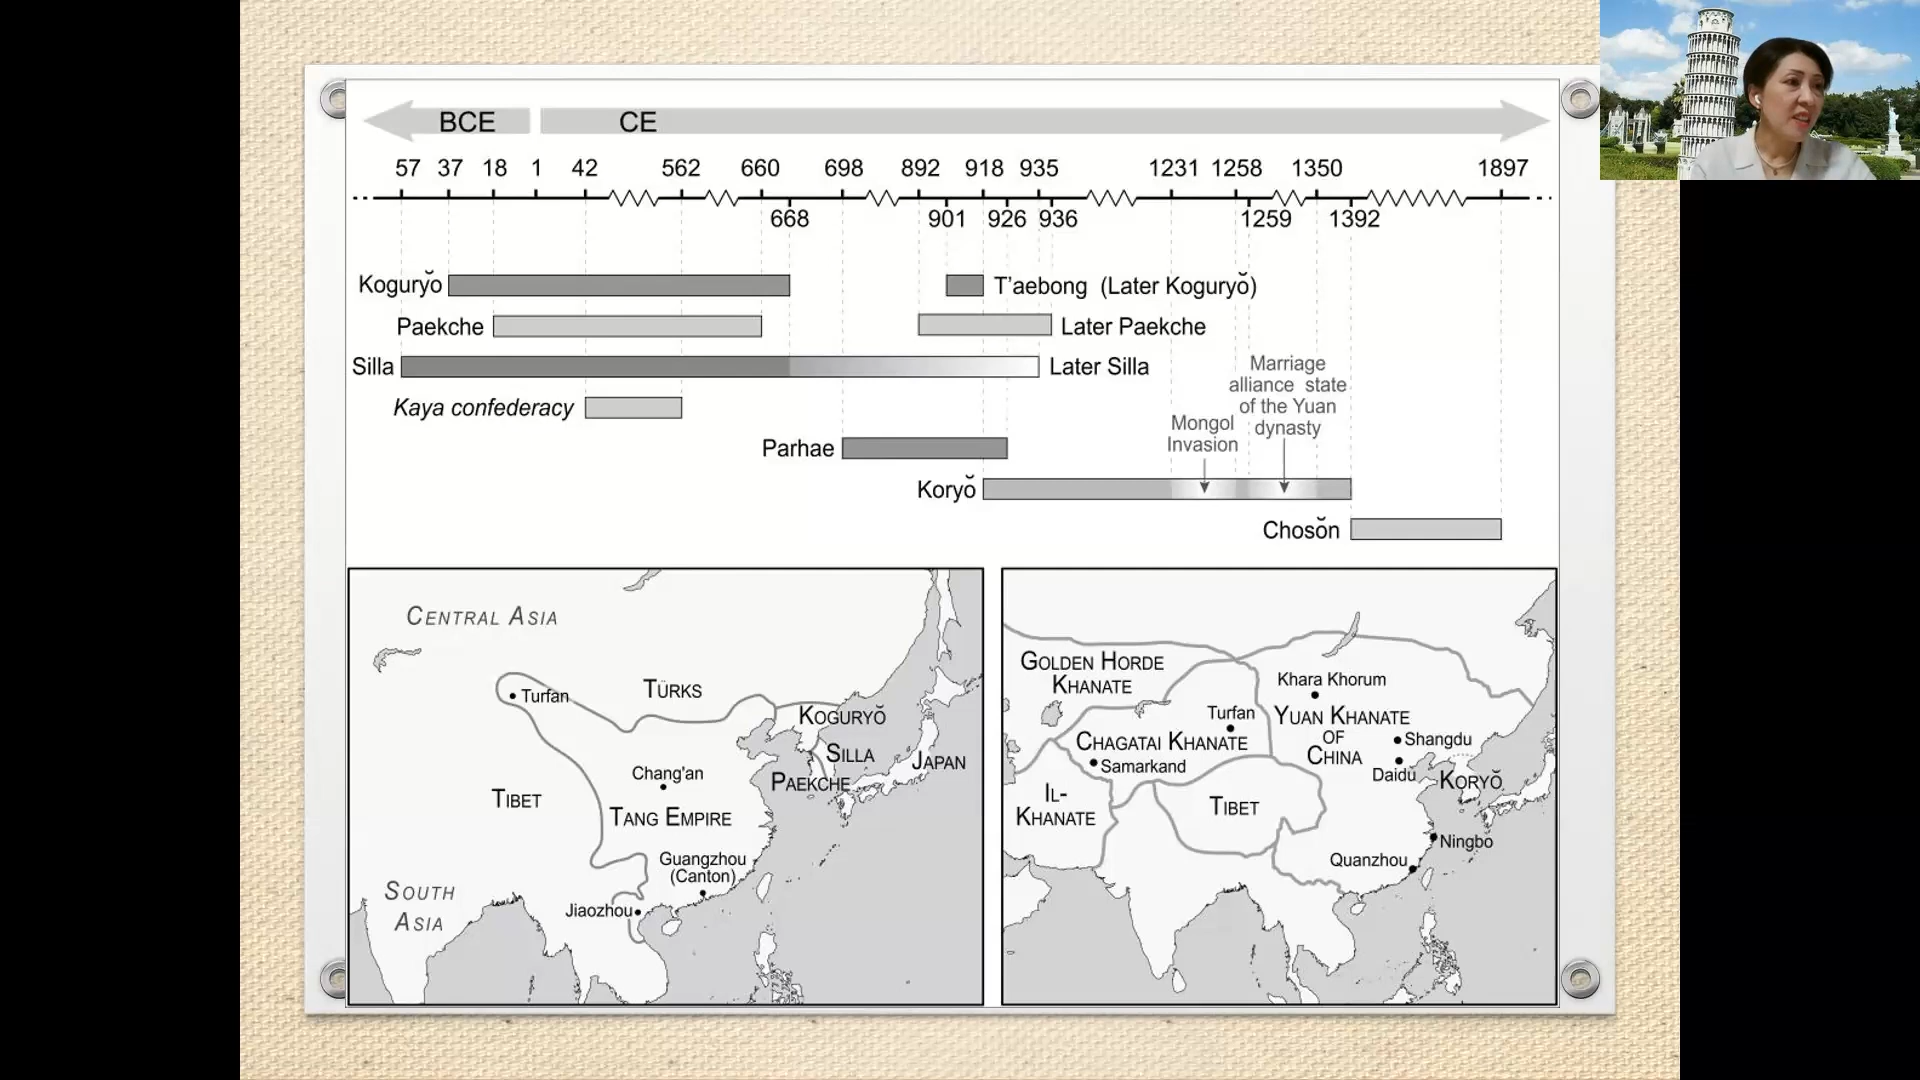 BCE CE
57 37 18 1 42 562 660 698 892 918 935 1231 1258 1350 1897
668 901 926 936 1259 1392
Koguryŏ
T'aebong (Later Koguryŏ)
Paekche
Later Paekche
Silla
Later Silla
Kaya confederacy
Parhae
Mongol
Invasion
Marriage
alliance state
of the Yuan
dynasty
Koryŏ
Chosŏn
CENTRAL ASIA
Turfan
TÜRKS
KOGURYŎ
SILLA
PAEKCHE
JAPAN
Chang'an
TIBET
TANG EMPIRE
Guangzhou
(Canton)
SOUTH
ASIA
Jiaozhou
GOLDEN HORDE
KHANATE
Khara Khorum
Turfan
YUAN KHANATE
OF
CHINA
CHAGATAI KHANATE
Samarkand
Shangdu
Daidu
KORYŎ
IL-
KHANATE
TIBET
Ningbo
Quanzhou